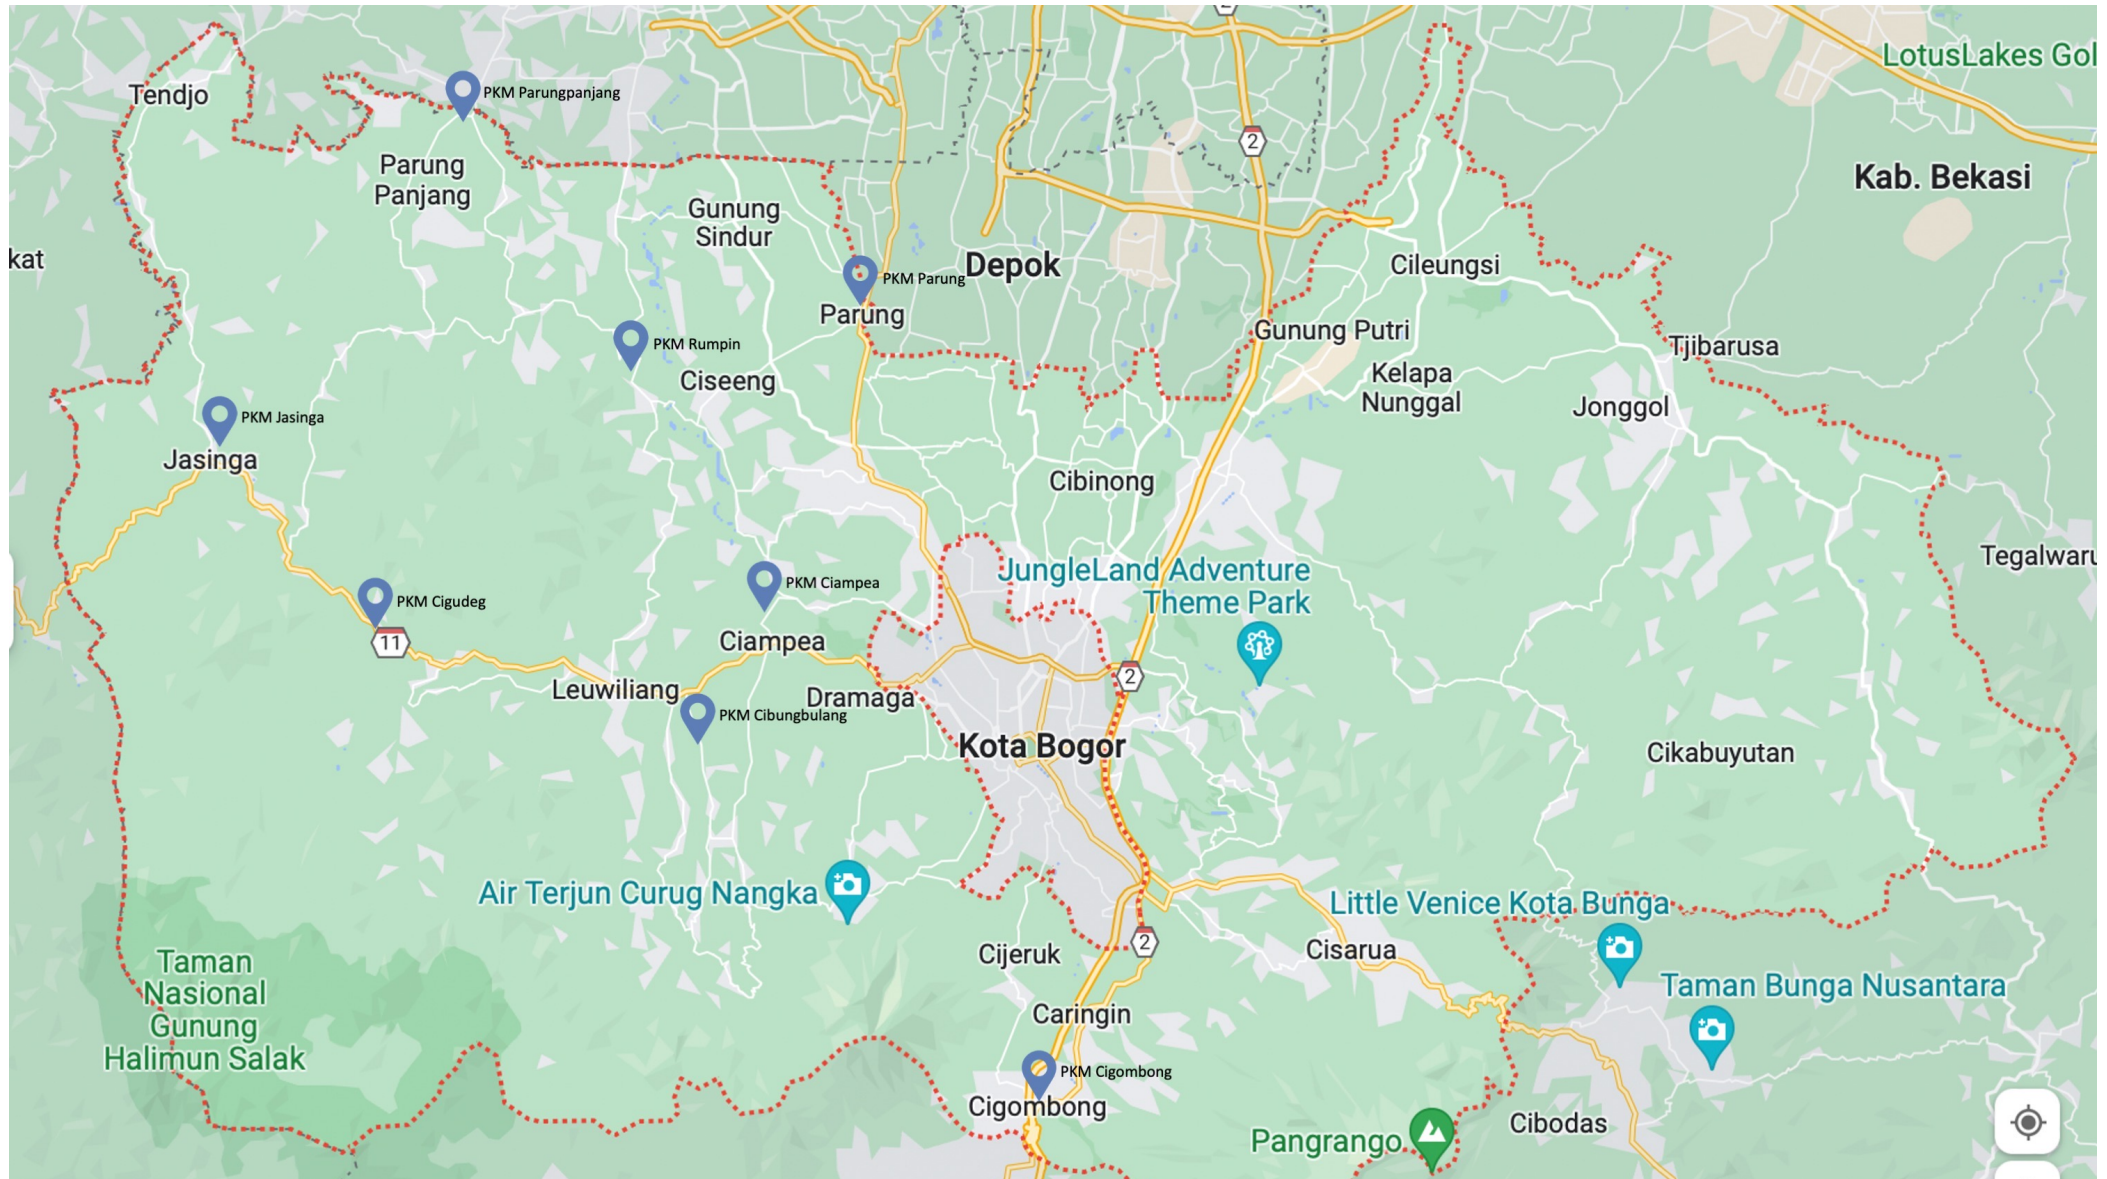 2
LotusLakes Gol
Tendjo
PKM Parungpanjang
2
Parung
Panjang
Kab. Bekasi
Gunung
Sindur
kat
Depok
Cileungsi
PKM Parung
Parung
Gunung Putri
PKM Rumpin
Tjibarusa
Ciseeng
Kelapa
Nunggal
Jonggol
PKM Jasinga
Jasinga
Cibinong
Tegalwaru
JungleLand Adventure
Theme Park
PKM Ciampea
PKM Cigudeg
11
Ciampea
2
Leuwiliang
Dramaga
PKM Cibungbulang
Kota Bogor
Cikabuyutan
Air Terjun Curug Nangka
Little Venice Kota Bunga
2
Cijeruk
Cisarua
Taman
Nasional
Gunung
Halimun Salak
Taman Bunga Nusantara
Caringin
PKM Cigombong
Cigombong
Cibodas
Pangrango